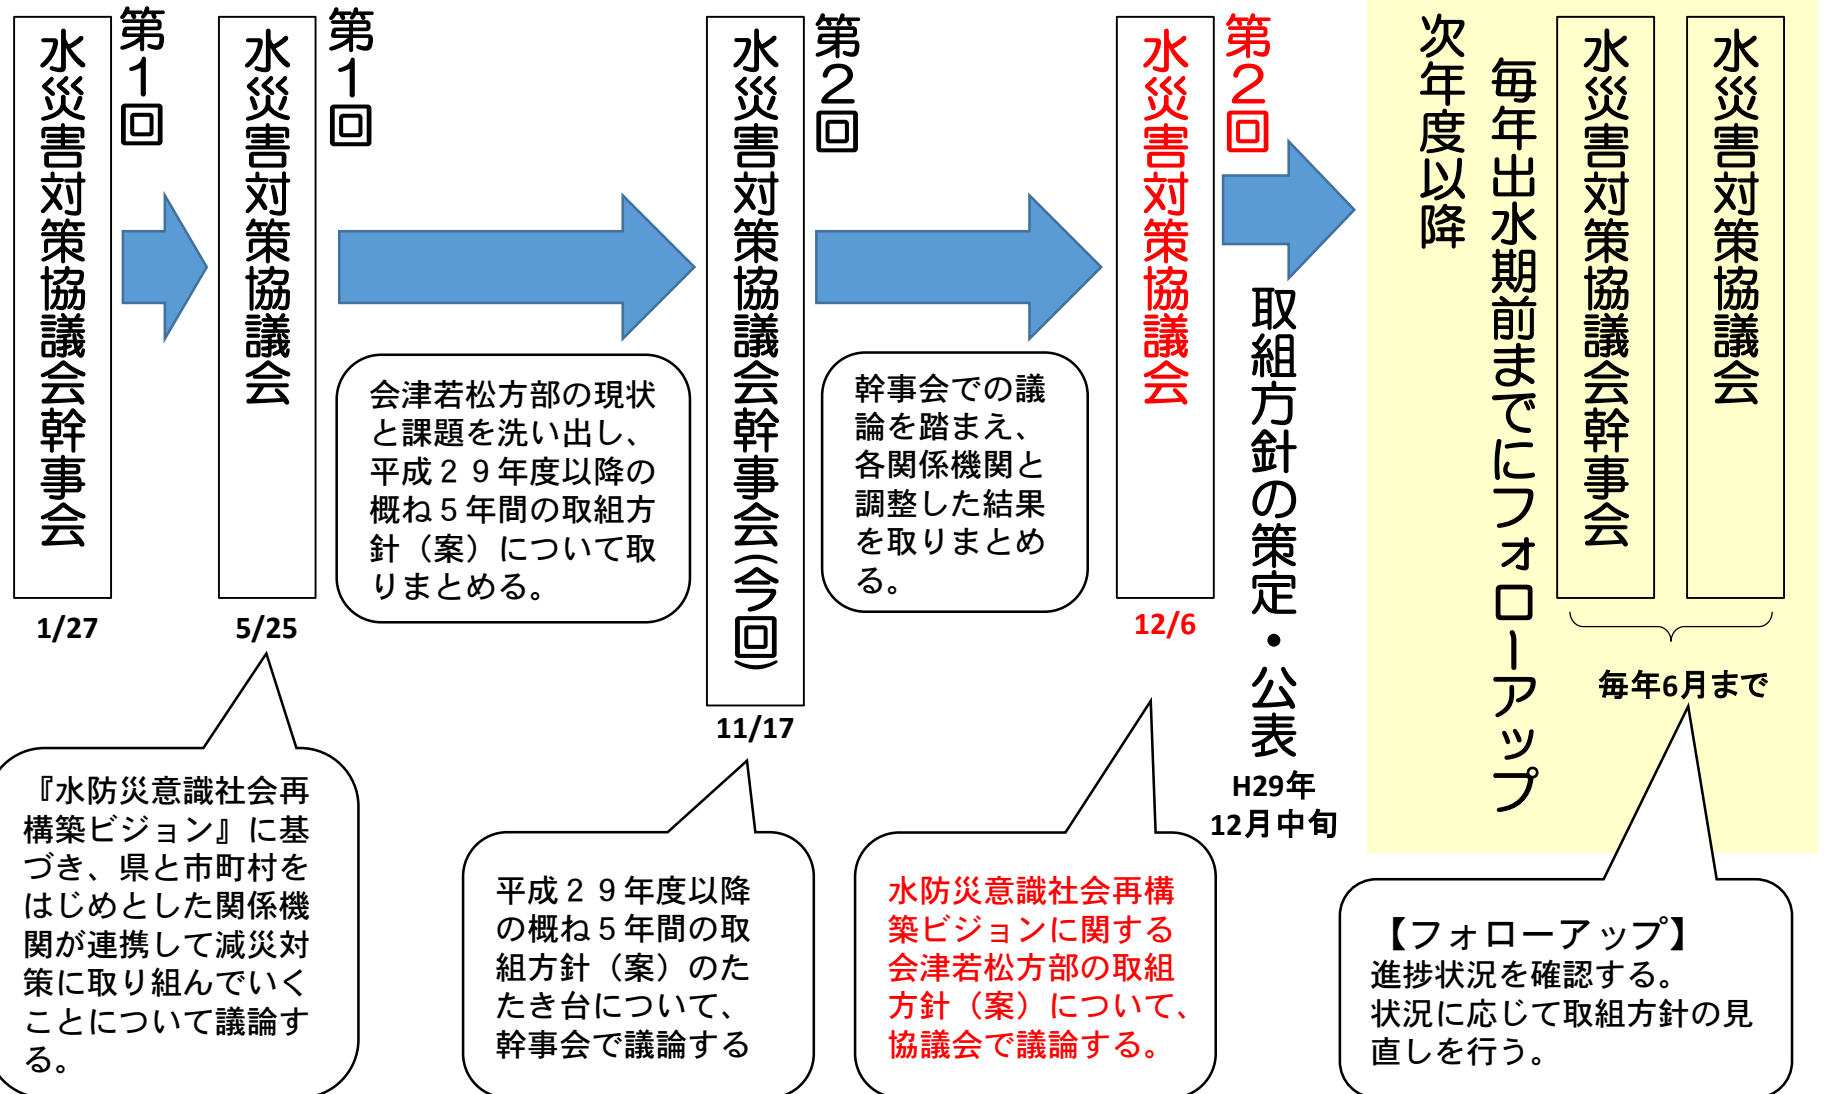 第1回
水災害対策協議会幹事会
1/27
第1回
水災害対策協議会
5/25
『水防災意識社会再
構築ビジョン』に基
づき、県と市町村を
はじめとした関係機
関が連携して減災対
策に取り組んでいく
ことについて議論す
る。
会津若松方部の現状
と課題を洗い出し、
平成２９年度以降の
概ね５年間の取組方
針（案）について取
りまとめる。
第2回
水災害対策協議会幹事会(今回)
11/17
平成２９年度以降
の概ね５年間の取
組方針（案）のた
たき台について、
幹事会で議論する
幹事会での議
論を踏まえ、
各関係機関と
調整した結果
を取りまとめ
る。
第2回
水災害対策協議会
12/6
水防災意識社会再構
築ビジョンに関する
会津若松方部の取組
方針（案）について、
協議会で議論する。
取組方針の策定・公表
H29年
12月中旬
次年度以降
毎年出水期前までにフォローアップ
水災害対策協議会幹事会
水災害対策協議会
毎年6月まで
【フォローアップ】
進捗状況を確認する。
状況に応じて取組方針の見
直しを行う。